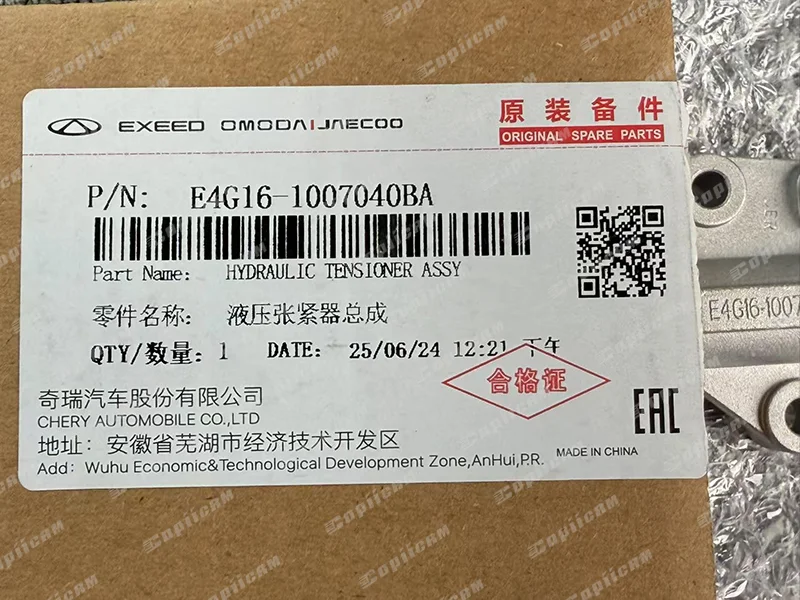 EXEED OMODA JAECOO
原装备件
ORIGINAL SPARE PARTS
P/N: E4G16-1007040BA
Part Name: HYDRAULIC TENSIONER ASSY
零件名称: 液压张紧器总成
QTY/数量: 1 DATE: 25/06/24 12:21 下午
合格证
奇瑞汽车股份有限公司
CHERY AUTOMOBILE CO.,LTD
地址: 安徽省芜湖市经济技术开发区
Add: Wuhu Economic&Technological Development Zone,AnHui,P.R.
MADE IN CHINA
EAC
E4G16-1007
CapiiCAM